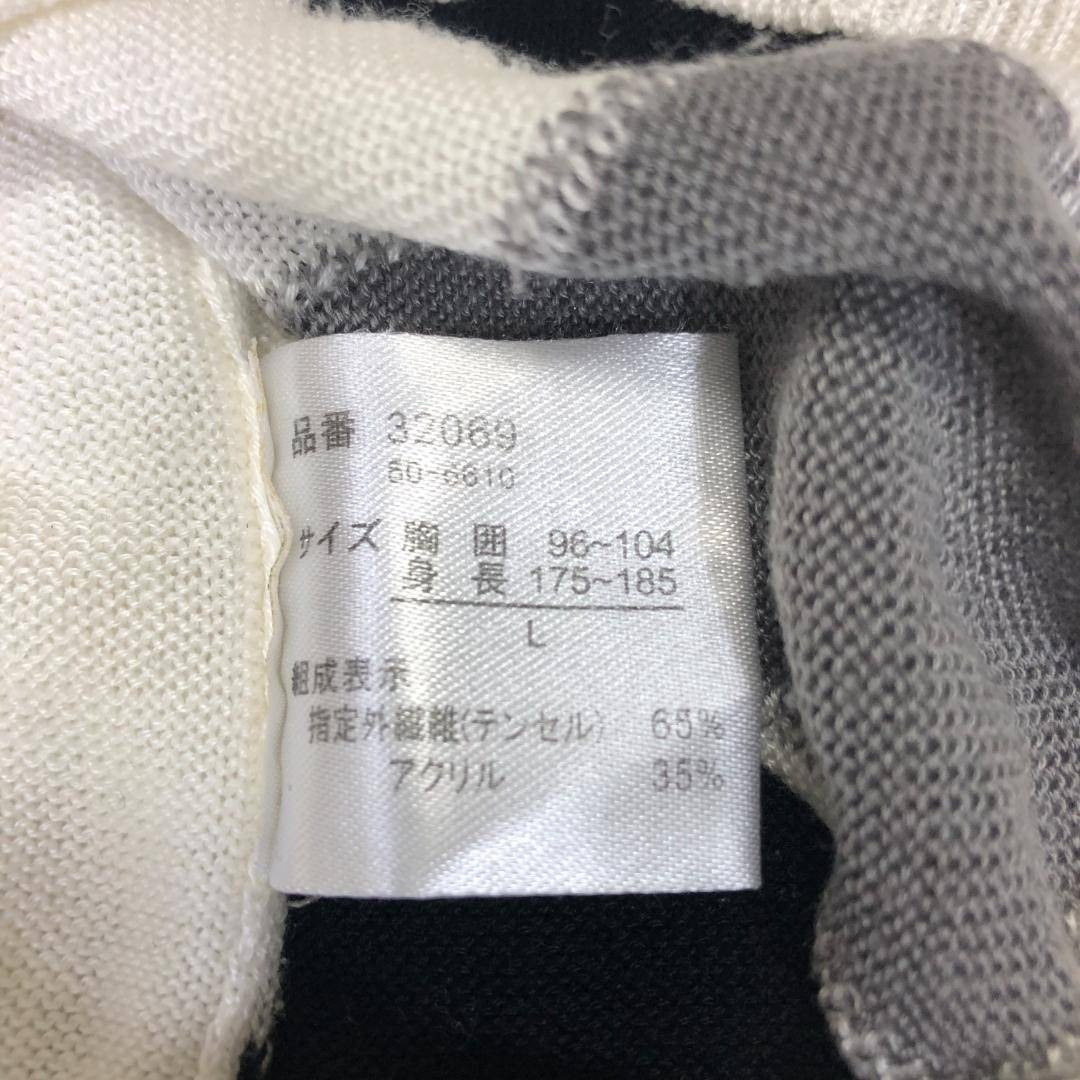 品番 32069
60-6610
サイズ 胸囲 96~104
身長 175~185
L
組成表示
指定外繊維(テンセル) 65%
アクリル 35%